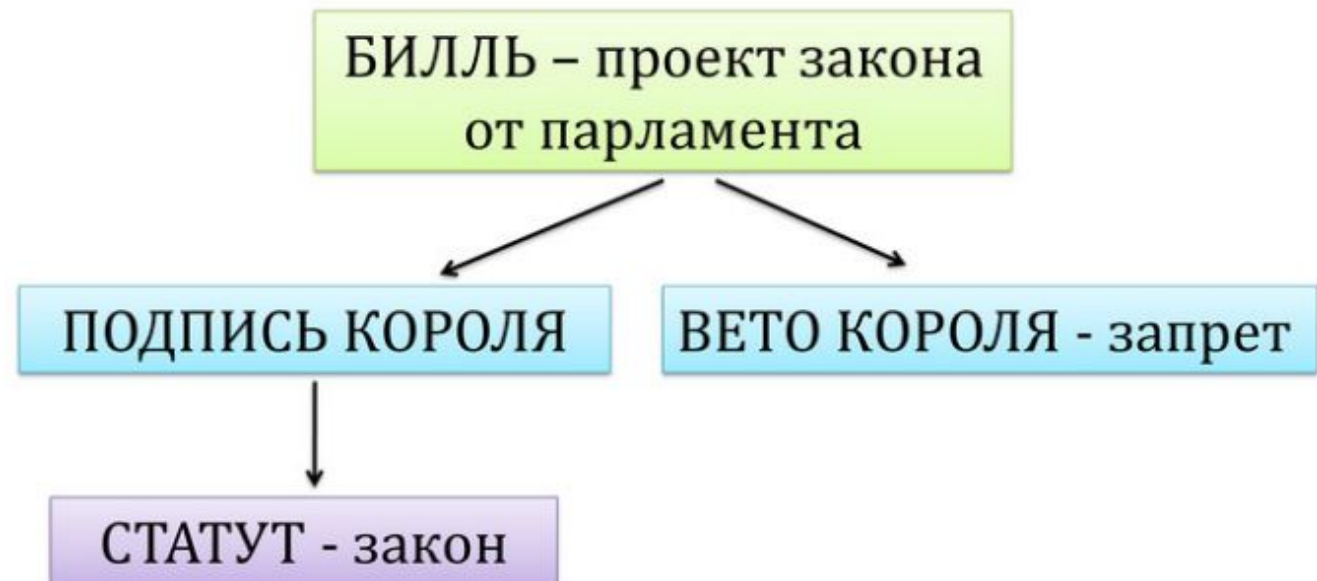 БИЛЛЬ – проект закона
от парламента
ПОДПИСЬ КОРОЛЯ
ВЕТО КОРОЛЯ - запрет
СТАТУТ - закон